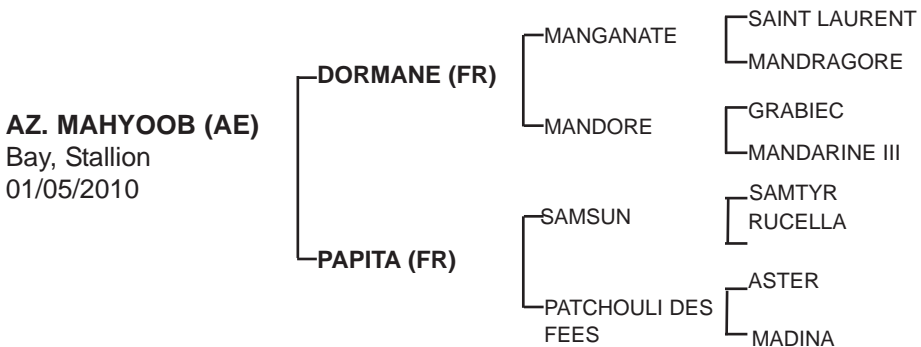 AZ. MAHYOOB (AE)
Bay, Stallion
01/05/2010
DORMANE (FR)
PAPITA (FR)
MANGANATE
MANDORE
SAMSUN
PATCHOULI DES
FEES
SAINT LAURENT
MANDRAGORE
GRABIEC
MANDARINE III
SAMTYR
RUCELLA
ASTER
MADINA